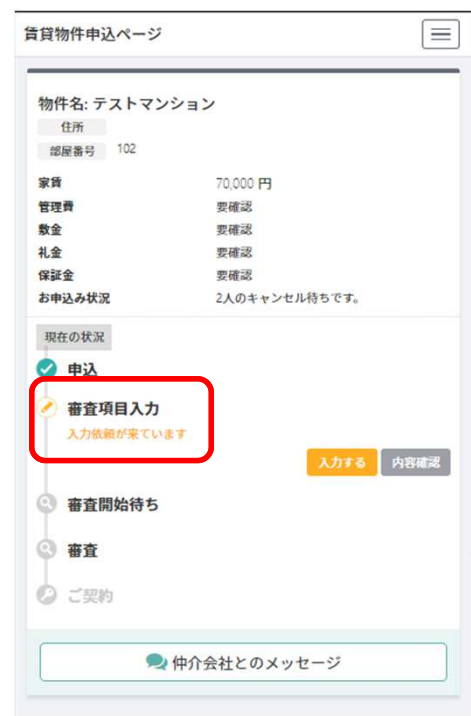 賃貸物件申込ページ
物件名: テストマンション
住所
部屋番号 102
家賃 70,000 円
管理費 要確認
敷金 要確認
礼金 要確認
保証金 要確認
お申込み状況 2人のキャンセル待ちです。
現在の状況
申込
審査項目入力
入力依頼が来ています
入力する 内容確認
審査開始待ち
審査
ご契約
仲介会社とのメッセージ